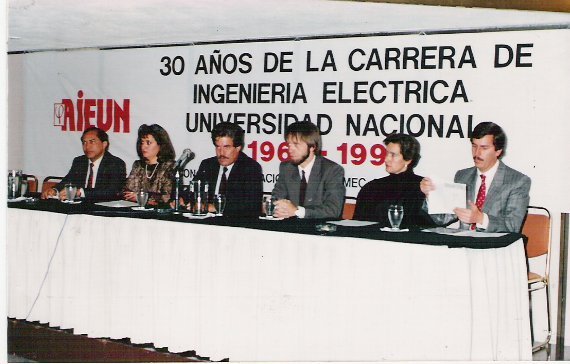 30 AÑOS DE LA CARRERA DE
INGENIERIA ELECTRICA
AIEUN
UNIVERSIDAD NACIONAL